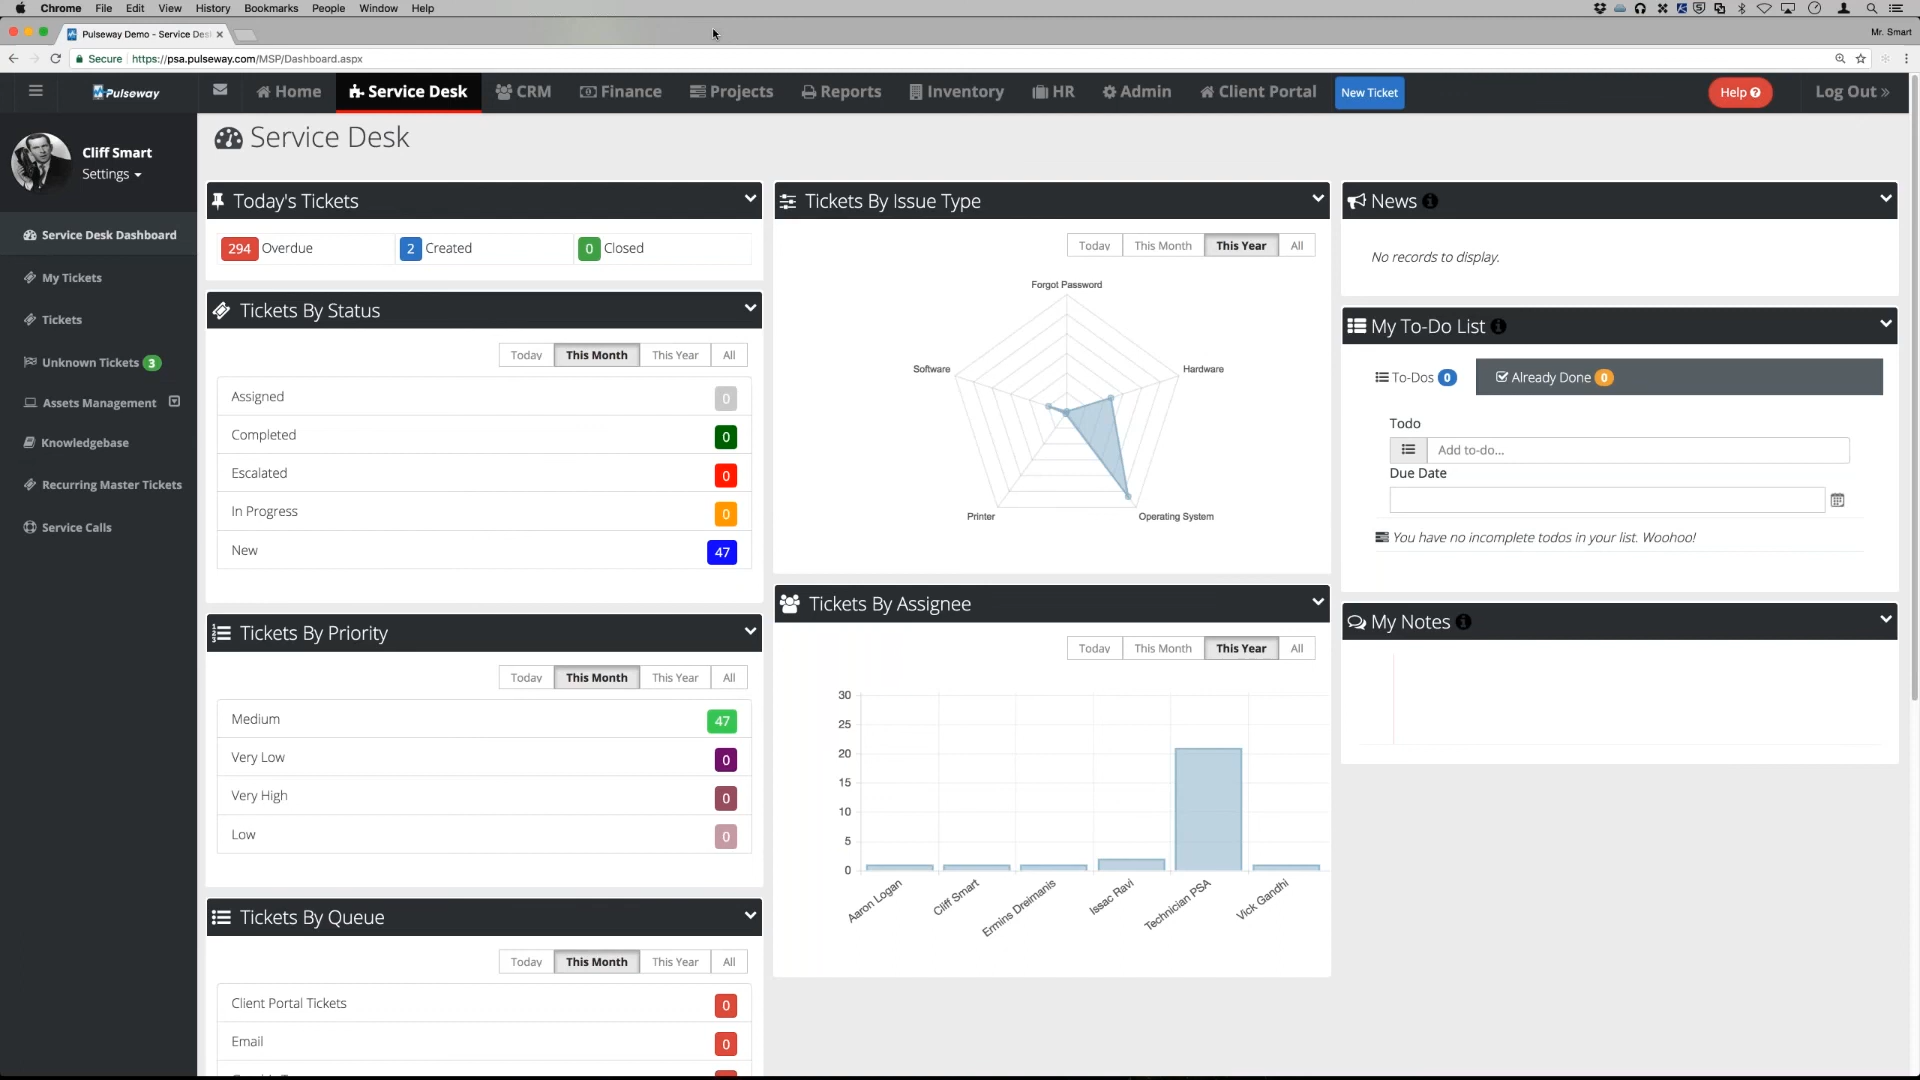 Chrome File Edit View History Bookmarks People Window Help
Pulseway Demo - Service Des
Mr. Smart
Secure https://psa.pulseway.com/MSP/Dashboard.aspx
Pulseway
Home Service Desk CRM Finance Projects Reports Inventory HR Admin Client Portal New Ticket Help Log Out »
Cliff Smart
Settings
Service Desk Dashboard
My Tickets
Tickets
Unknown Tickets 3
Assets Management
Knowledgebase
Recurring Master Tickets
Service Calls
Service Desk
Today's Tickets
294 Overdue 2 Created 0 Closed
Tickets By Status
Today This Month This Year All
Assigned 0
Completed 0
Escalated 0
In Progress 0
New 47
Tickets By Priority
Today This Month This Year All
Medium 47
Very Low 0
Very High 0
Low 0
Tickets By Queue
Today This Month This Year All
Client Portal Tickets 0
Email 0
Tickets By Issue Type
Today This Month This Year All
Forgot Password
Software
Hardware
Printer
Operating System
Tickets By Assignee
Today This Month This Year All
30
25
20
15
10
5
0
Aaron Logan Cliff Smart Ermins Dreimanis Issac Ravi Technician PSA Vick Gandhi
News
No records to display.
My To-Do List
To-Dos 0 Already Done 0
Todo
Add to-do...
Due Date
You have no incomplete todos in your list. Woohoo!
My Notes